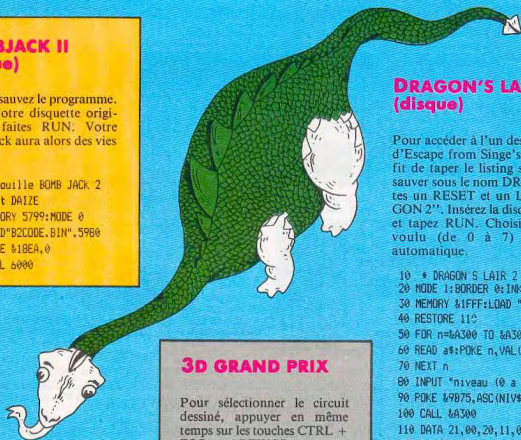 BJACK II
e)
sauvez le programme.
otre disquette origi-
faites RUN. Votre
ck aura alors des vies
ouille BOMB JACK 2
t DAIZE
ORY 5799:MODE 0
D"B2CODE.BIN",5980
E &18EA,0
L 6000
3D GRAND PRIX
Pour sélectionner le circuit
dessiné, appuyer en même
temps sur les touches CTRL +
DRAGON'S LA
(disque)
Pour accéder à l'un des
d'Escape from Singe's
fit de taper le listing s
sauver sous le nom DR
tes un RESET et un L
GON 2". Insérez la disq
et tapez RUN. Choisi
voulu (de 0 à 7)
automatique.
10 * DRAGON'S LAIR 2
20 MODE 1:BORDER 0:INK
30 MEMORY &1FFF:LOAD "
40 RESTORE 110
50 FOR n=&A300 TO &A30
60 READ a$:POKE n,VAL(
70 NEXT n
80 INPUT "niveau (0 a
90 POKE &9B75,ASC(NIV$
100 CALL &A300
110 DATA 21,00,20,11,0